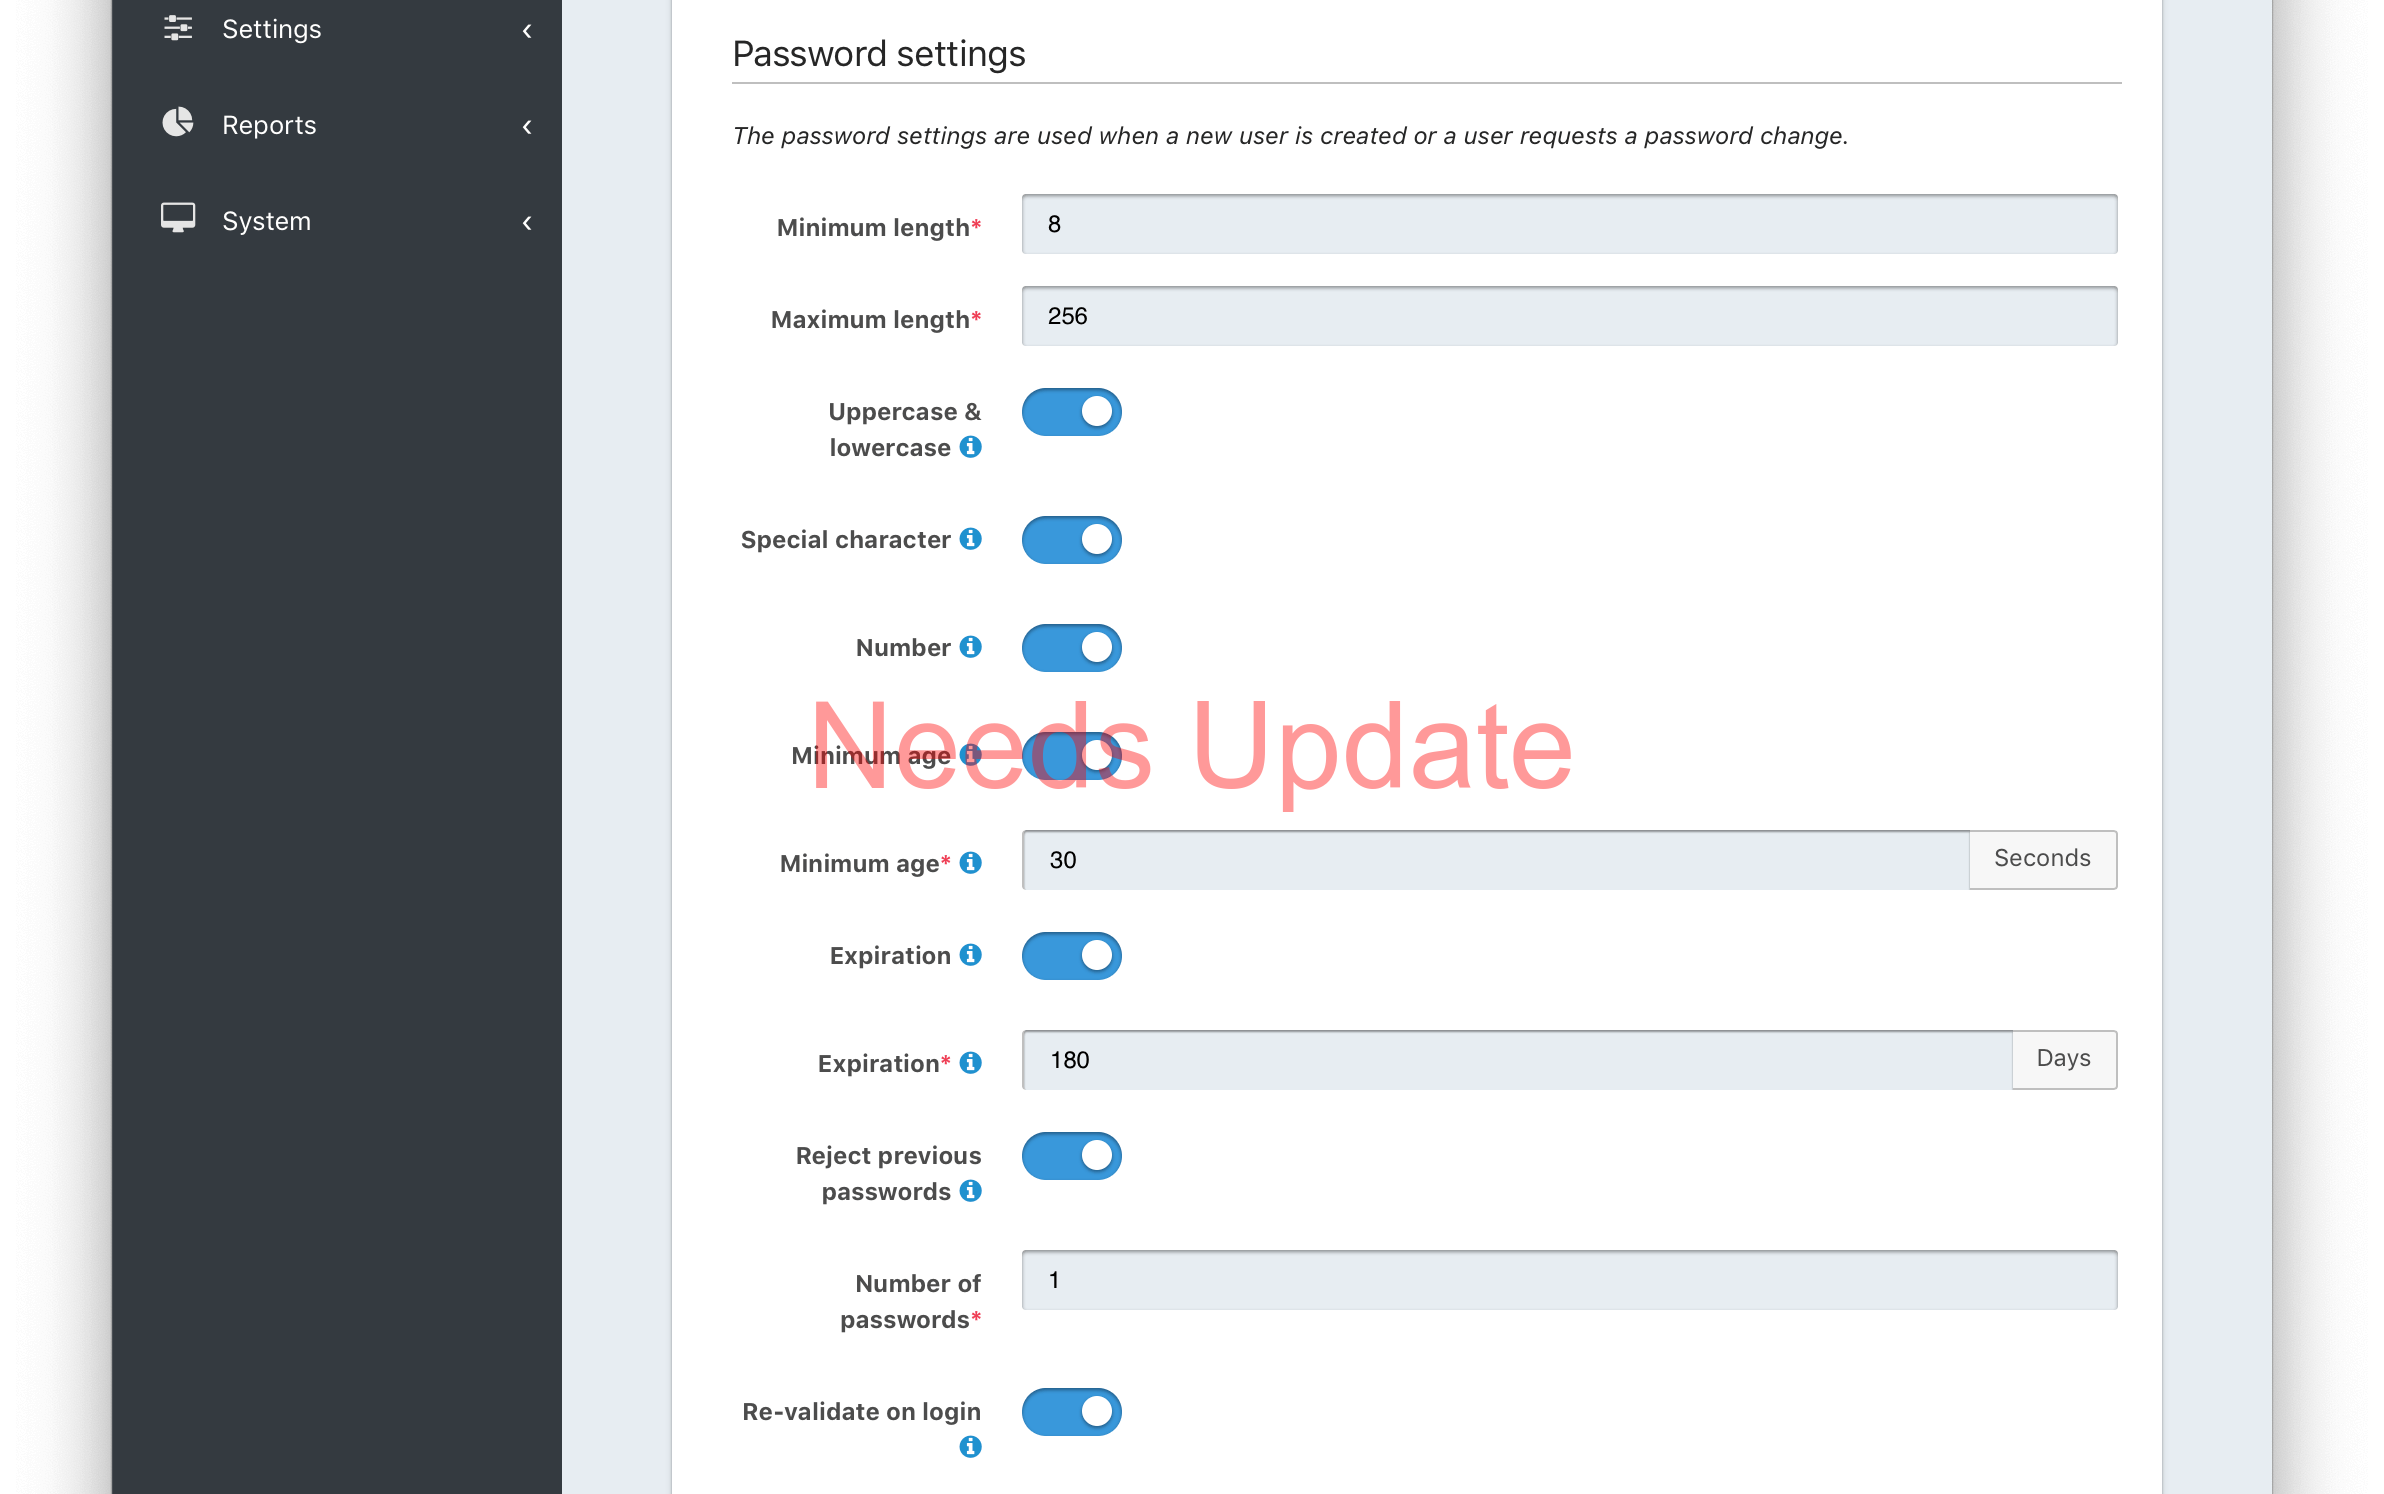 Settings
Reports
System
Password settings
The password settings are used when a new user is created or a user requests a password change.
Minimum length* 8
Maximum length* 256
Uppercase &
lowercase
Special character
Number
Needs Update
Minimum age
Minimum age* 30 Seconds
Expiration
Expiration* 180 Days
Reject previous
passwords
Number of
passwords* 1
Re-validate on login